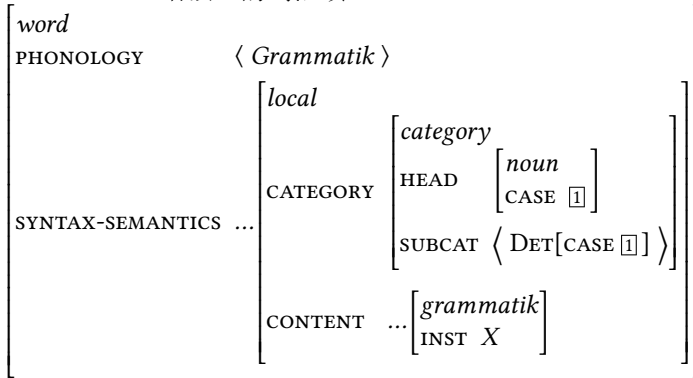 word
PHONOLOGY ⟨ Grammatik ⟩
local
category
HEAD noun
CATEGORY CASE 1
SYNTAX-SEMANTICS ... SUBCAT ⟨ DET[CASE 1] ⟩
grammatik
CONTENT ... INST X